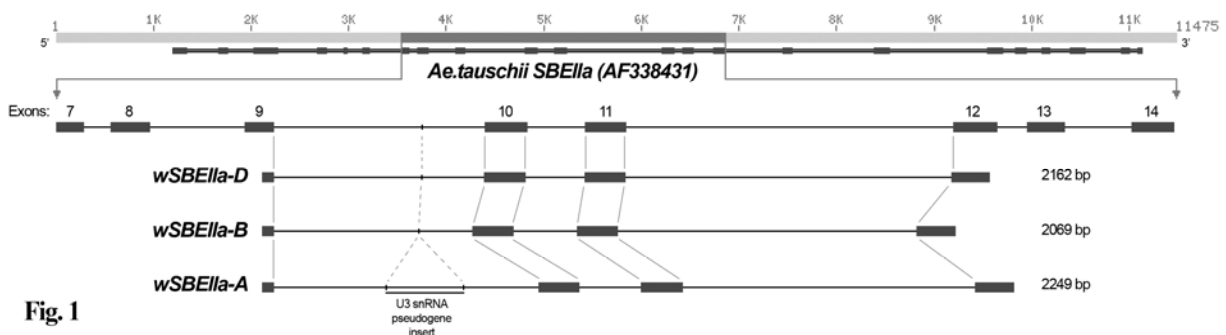 1 1K 2K 3K 4K 5K 6K 7K 8K 9K 10K 11K 11475
5' 3'
Ae.tauschii SBEIIa (AF338431)
Exons: 7 8 9 10 11 12 13 14
wSBEIIa-D 2162 bp
wSBEIIa-B 2069 bp
wSBEIIa-A 2249 bp
U3 snRNA
pseudogene
insert
Fig. 1